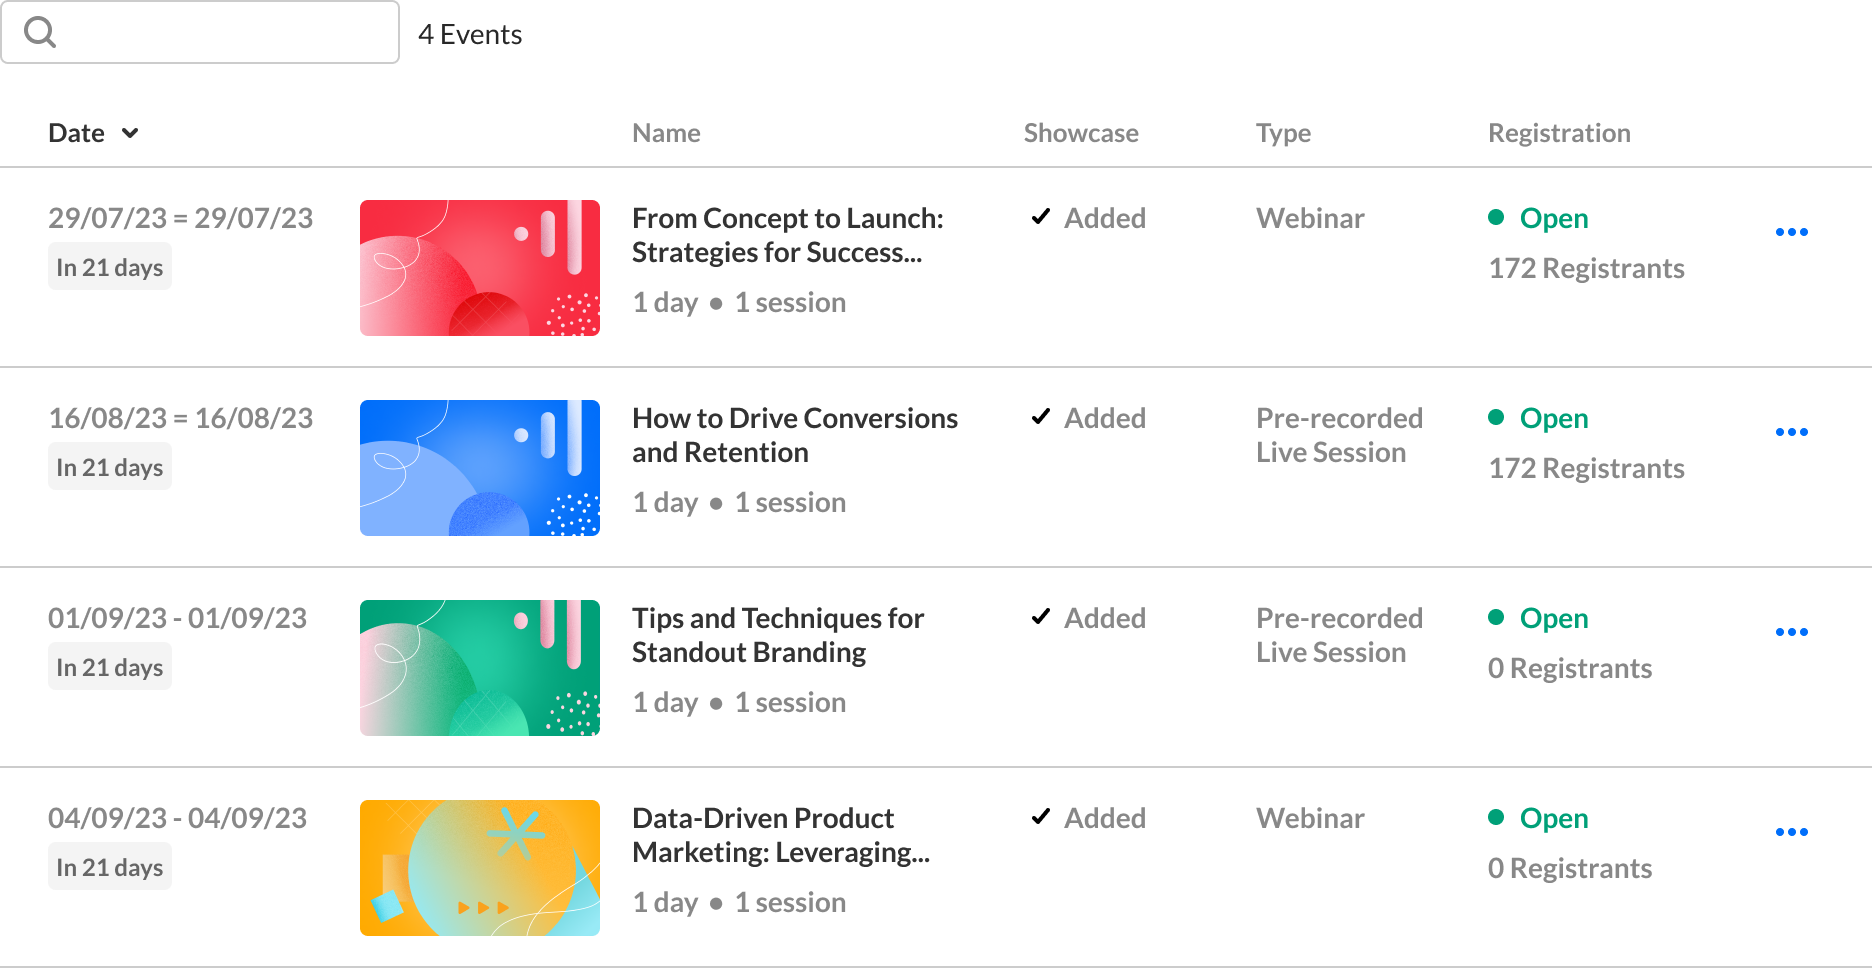 4 Events
Date Name Showcase Type Registration
29/07/23 = 29/07/23 From Concept to Launch: Added Webinar Open
Strategies for Success...
In 21 days 172 Registrants
1 day • 1 session
16/08/23 = 16/08/23 How to Drive Conversions Added Pre-recorded Open
and Retention Live Session
In 21 days 172 Registrants
1 day • 1 session
01/09/23 - 01/09/23 Tips and Techniques for Added Pre-recorded Open
Standout Branding Live Session
In 21 days 0 Registrants
1 day • 1 session
04/09/23 - 04/09/23 Data-Driven Product Added Webinar Open
Marketing: Leveraging...
In 21 days 0 Registrants
1 day • 1 session